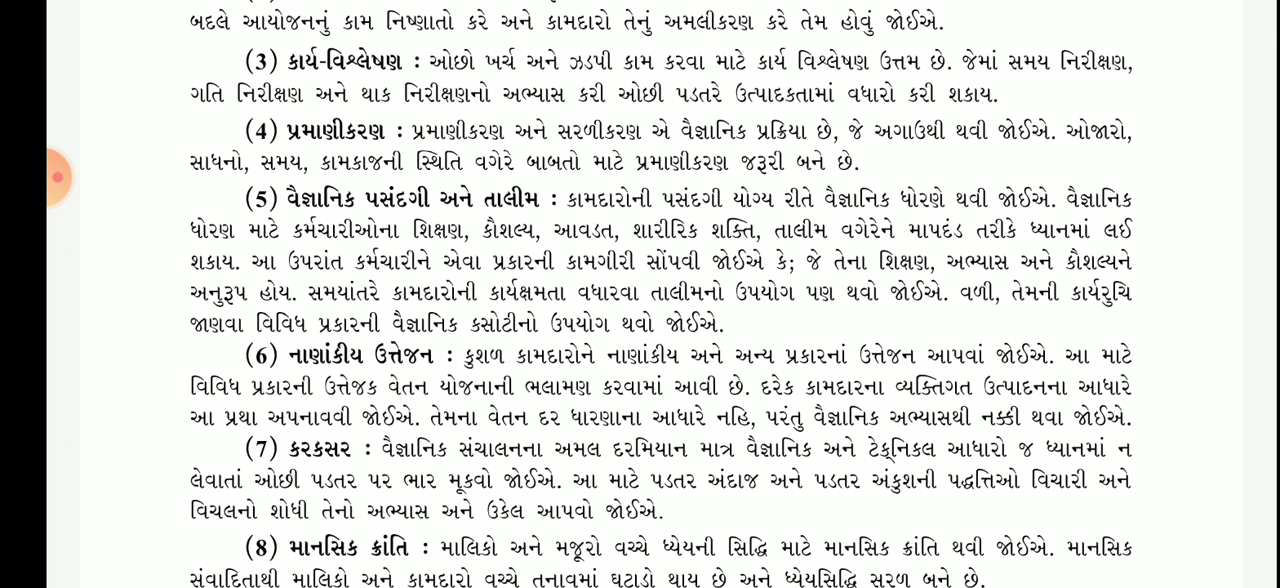 બદલે આયોજનનું કામ નિષ્ણાતો કરે અને કામદારો તેનું અમલીકરણ કરે તેમ હોવું જોઈએ.
(3) કાર્ય-વિશ્લેષણ : ઓછો ખર્ચ અને ઝડપી કામ કરવા માટે કાર્ય વિશ્લેષણ ઉત્તમ છે. જેમાં સમય નિરીક્ષણ,
ગતિ નિરીક્ષણ અને થાક નિરીક્ષણનો અભ્યાસ કરી ઓછી પડતરે ઉત્પાદકતામાં વધારો કરી શકાય.
(4) પ્રમાણીકરણ : પ્રમાણીકરણ અને સરળીકરણ એ વૈજ્ઞાનિક પ્રક્રિયા છે, જે અગાઉથી થવી જોઈએ. ઓજારો,
સાધનો, સમય, કામકાજની સ્થિતિ વગેરે બાબતો માટે પ્રમાણીકરણ જરૂરી બને છે.
(5) વૈજ્ઞાનિક પસંદગી અને તાલીમ : કામદારોની પસંદગી યોગ્ય રીતે વૈજ્ઞાનિક ધોરણે થવી જોઈએ. વૈજ્ઞાનિક
ધોરણ માટે કર્મચારીઓના શિક્ષણ, કૌશલ્ય, આવડત, શારીરિક શક્તિ, તાલીમ વગેરેને માપદંડ તરીકે ધ્યાનમાં લઈ
શકાય. આ ઉપરાંત કર્મચારીને એવા પ્રકારની કામગીરી સોંપવી જોઈએ કે; જે તેના શિક્ષણ, અભ્યાસ અને કૌશલ્યને
અનુરૂપ હોય. સમયાંતરે કામદારોની કાર્યક્ષમતા વધારવા તાલીમનો ઉપયોગ પણ થવો જોઈએ. વળી, તેમની કાર્યરુચિ
જાણવા વિવિધ પ્રકારની વૈજ્ઞાનિક કસોટીનો ઉપયોગ થવો જોઈએ.
(6) નાણાંકીય ઉત્તેજન : કુશળ કામદારોને નાણાંકીય અને અન્ય પ્રકારનાં ઉત્તેજન આપવાં જોઈએ. આ માટે
વિવિધ પ્રકારની ઉત્તેજક વેતન યોજનાની ભલામણ કરવામાં આવી છે. દરેક કામદારના વ્યક્તિગત ઉત્પાદનના આધારે
આ પ્રથા અપનાવવી જોઈએ. તેમના વેતન દર ધારણાના આધારે નહિ, પરંતુ વૈજ્ઞાનિક અભ્યાસથી નક્કી થવા જોઈએ.
(7) કરકસર : વૈજ્ઞાનિક સંચાલનના અમલ દરમિયાન માત્ર વૈજ્ઞાનિક અને ટેક્નિકલ આધારો જ ધ્યાનમાં ન
લેવાતાં ઓછી પડતર પર ભાર મૂકવો જોઈએ. આ માટે પડતર અંદાજ અને પડતર અંકુશની પદ્ધતિઓ વિચારી અને
વિચલનો શોધી તેનો અભ્યાસ અને ઉકેલ આપવો જોઈએ.
(8) માનસિક ક્રાંતિ : માલિકો અને મજૂરો વચ્ચે ધ્યેયની સિદ્ધિ માટે માનસિક ક્રાંતિ થવી જોઈએ. માનસિક
સંવાદિતાથી માલિકો અને કામદારો વચ્ચે તનાવમાં ઘટાડો થાય છે અને ધ્યેયસિદ્ધિ સરળ બને છે.